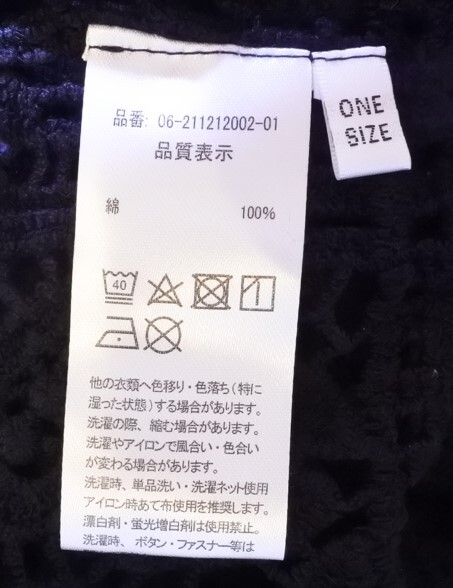 品番: 06-211212002-01
品質表示
綿 100%
40
他の衣類へ色移り・色落ち(特に
湿った状態)する場合があります。
洗濯の際、縮む場合があります。
洗濯やアイロンで風合い・色合い
が変わる場合があります。
洗濯時、単品洗い・洗濯ネット使用
アイロン時あて布使用を推奨します。
漂白剤・蛍光増白剤は使用禁止。
洗濯時、ボタン・ファスナー等は
ONE
SIZE